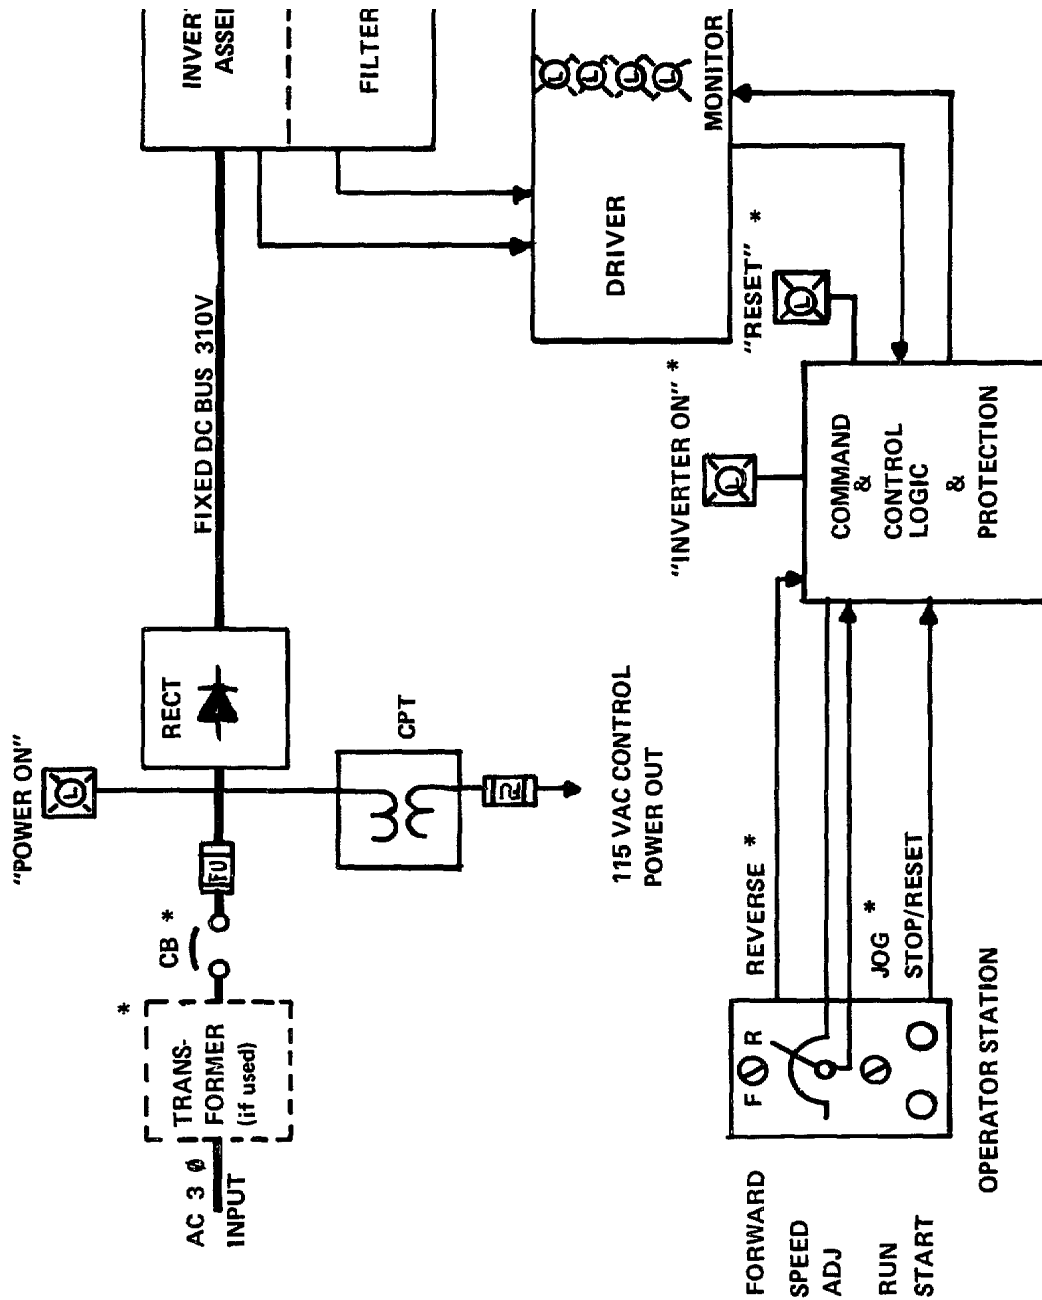 "POWER ON"
AC 3 Ø
INPUT
*
TRANS-
FORMER
(if used)
CB *
FU
RECT
CPT
FU
115 VAC CONTROL
POWER OUT
FIXED DC BUS 310V
FILTER
L
L
L
L
L
MONITOR
DRIVER
"RESET" *
L
"INVERTER ON" *
L
COMMAND
&
CONTROL
LOGIC
&
PROTECTION
REVERSE *
JOG *
STOP/RESET
F
R
FORWARD
SPEED
ADJ
RUN
START
OPERATOR STATION